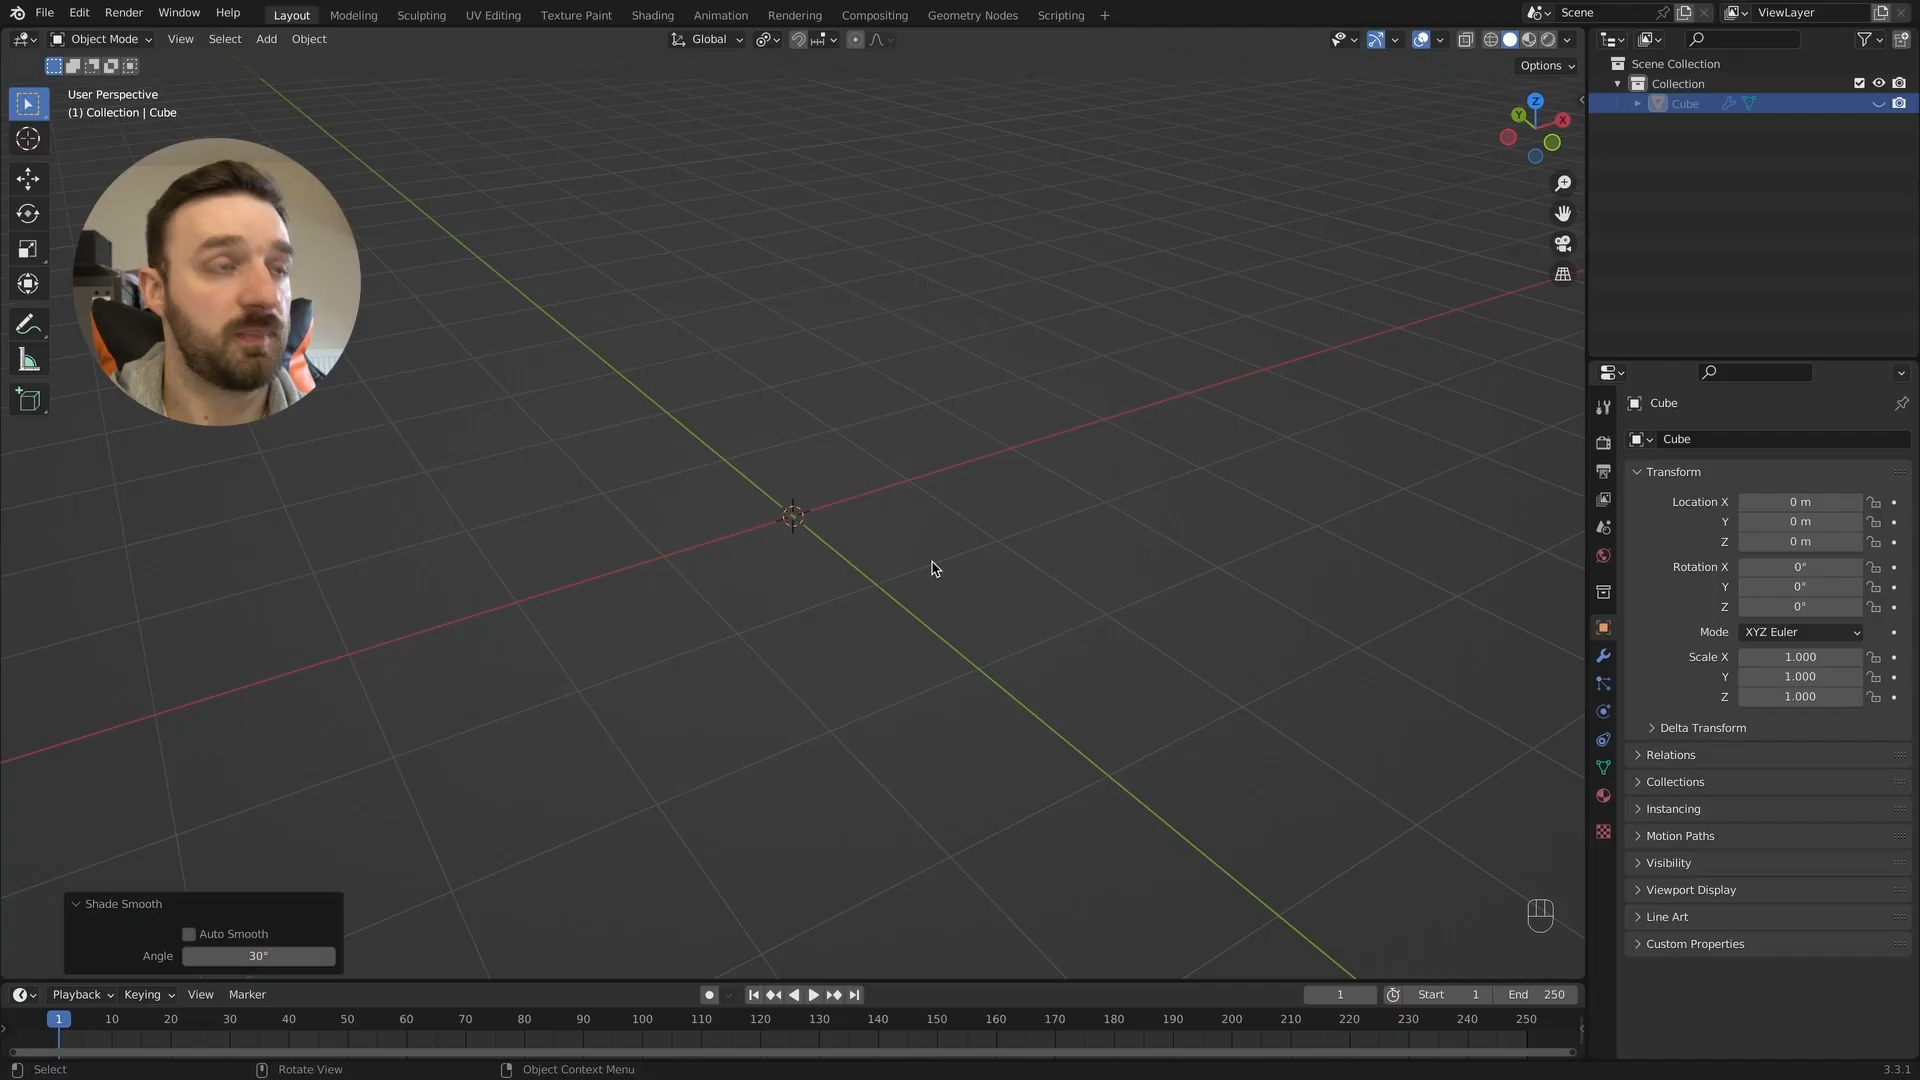 File Edit Render Window Help
Layout Modeling Sculpting UV Editing Texture Paint Shading Animation Rendering Compositing Geometry Nodes Scripting +
Scene
ViewLayer
Object Mode View Select Add Object
Global
Options
User Perspective
(1) Collection | Cube
Z
Y
X
Scene Collection
Collection
Cube
Cube
Cube
Transform
Location X 0 m
Y 0 m
Z 0 m
Rotation X 0°
Y 0°
Z 0°
Mode XYZ Euler
Scale X 1.000
Y 1.000
Z 1.000
Delta Transform
Relations
Collections
Instancing
Motion Paths
Visibility
Viewport Display
Line Art
Custom Properties
Shade Smooth
Auto Smooth
Angle 30°
Playback Keying View Marker
1 Start 1 End 250
1 10 20 30 40 50 60 70 80 90 100 110 120 130 140 150 160 170 180 190 200 210 220 230 240 250
Select Rotate View Object Context Menu 3.3.1